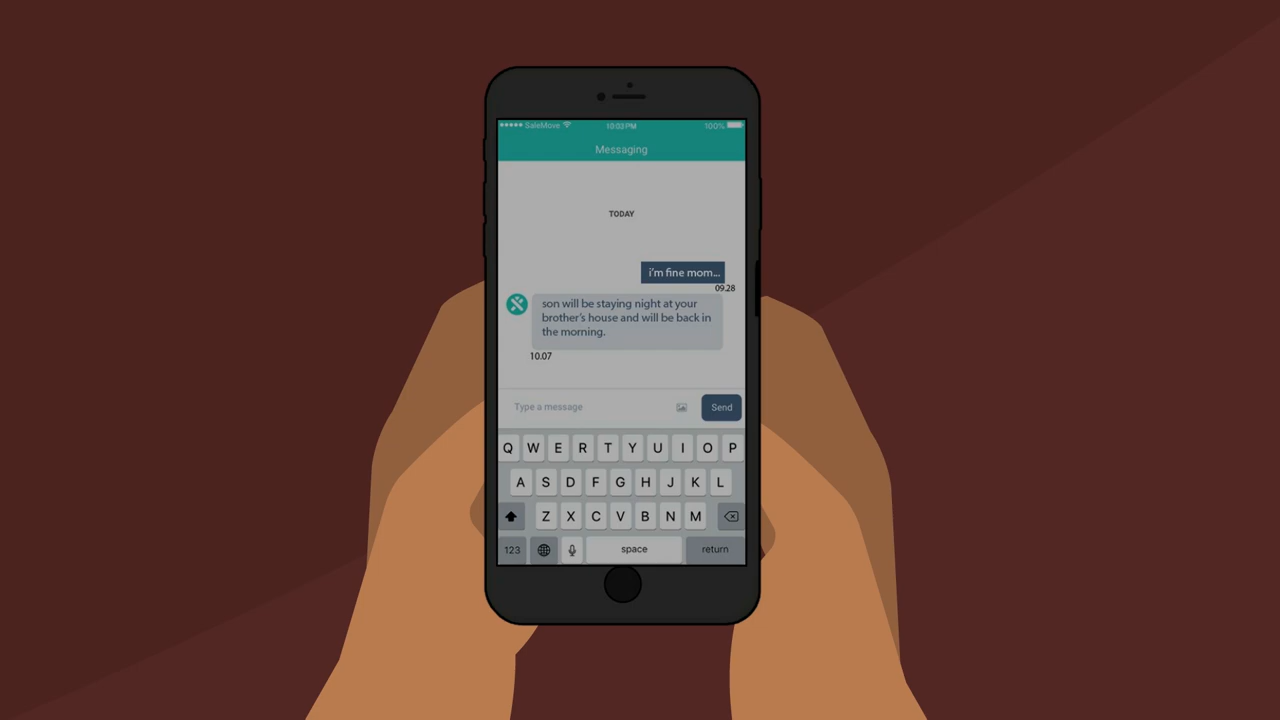 SaleMove 10:03 PM 100%
Messaging
TODAY
i'm fine mom...
09.28
son will be staying night at your
brother's house and will be back in
the morning.
10.07
Type a message Send
Q W E R T Y U I O P
A S D F G H J K L
Z X C V B N M
123 space return